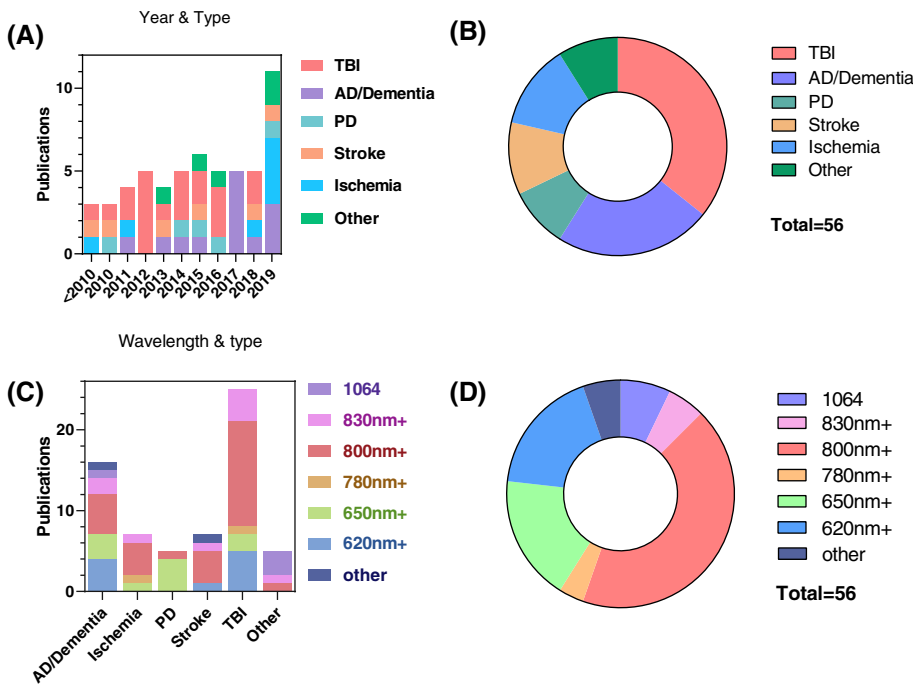 (A)
Year & Type
Publications
10
5
0
<2010
2010
2011
2012
2013
2014
2015
2016
2017
2018
2019
TBI
AD/Dementia
PD
Stroke
Ischemia
Other
(B)
TBI
AD/Dementia
PD
Stroke
Ischemia
Other
Total=56
(C)
Wavelength & type
Publications
20
10
0
AD/Dementia
Ischemia
PD
Stroke
TBI
Other
1064
830nm+
800nm+
780nm+
650nm+
620nm+
other
(D)
1064
830nm+
800nm+
780nm+
650nm+
620nm+
other
Total=56